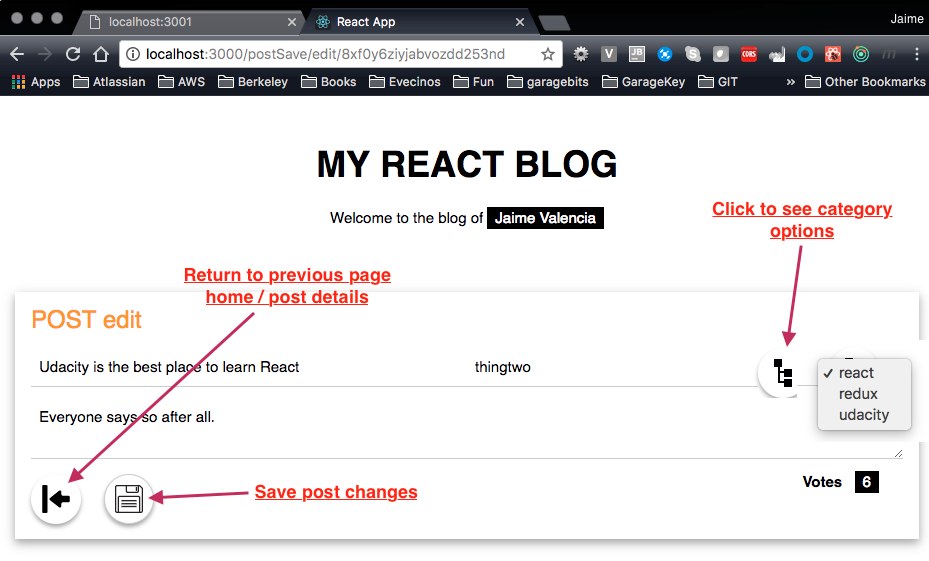 localhost:3001
React App
Jaime
localhost:3000/postSave/edit/8xf0y6ziyjabvozdd253nd
V
JB
S
CORS
m
Apps
Atlassian
AWS
Berkeley
Books
Evecinos
Fun
garagebits
GarageKey
GIT
»
Other Bookmarks
MY REACT BLOG
Welcome to the blog of Jaime Valencia
Click to see category
options
Return to previous page
home / post details
POST edit
Udacity is the best place to learn React
thingtwo
✓ react
redux
udacity
Everyone says so after all.
Votes 6
Save post changes